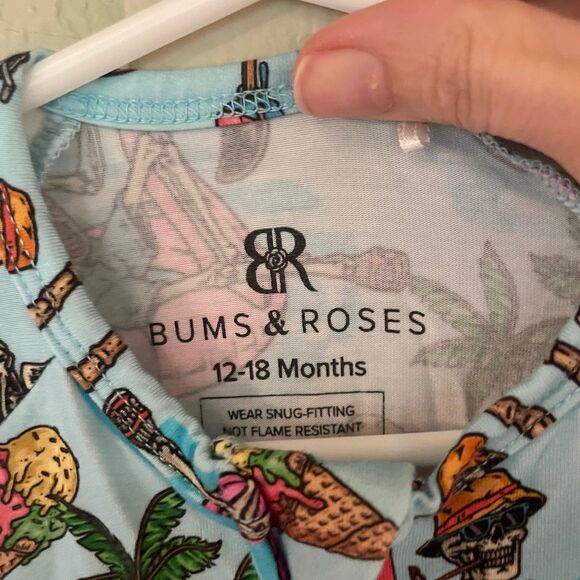 BR
BUMS & ROSES
12-18 Months
WEAR SNUG-FITTING
NOT FLAME RESISTANT